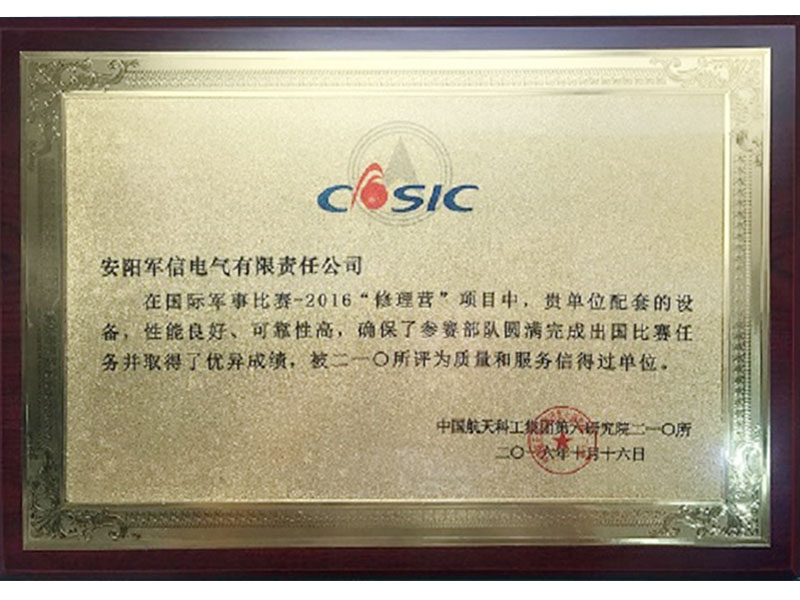 CASIC
安阳军信电气有限责任公司
在国际军事比赛-2016“修理营”项目中，贵单位配套的设
备，性能良好、可靠性高，确保了参赛部队圆满完成出国比赛任
务并取得了优异成绩，被二一〇所评为质量和服务信得过单位。
中国航天科工集团第六研究院二一〇所
二〇一六年十月十六日